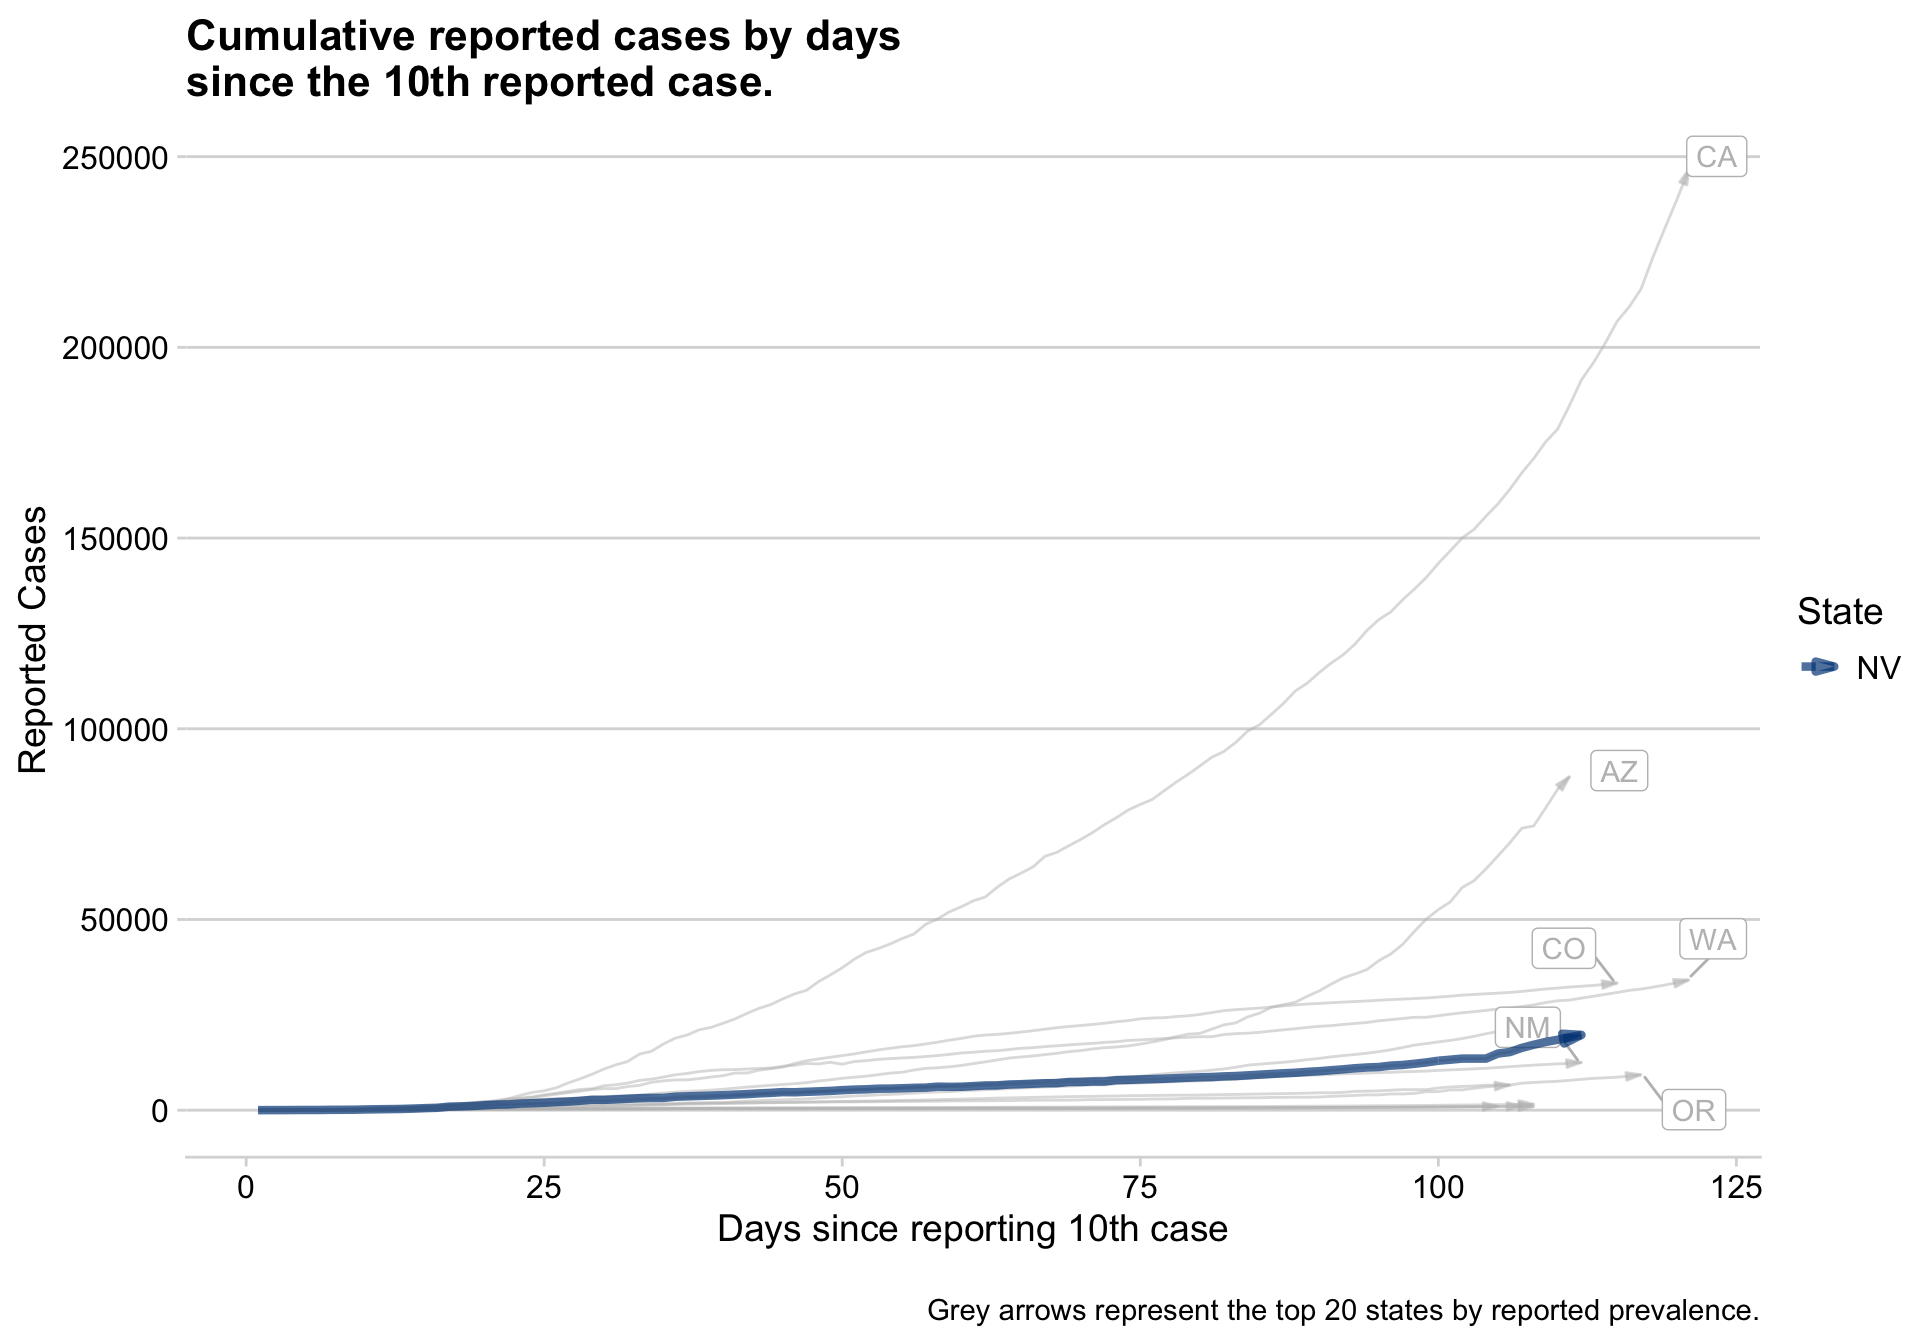 Cumulative reported cases by days
since the 10th reported case.
250000
200000
150000
100000
50000
0
Reported Cases
CA
AZ
CO
WA
NM
OR
State
NV
0 25 50 75 100 125
Days since reporting 10th case
Grey arrows represent the top 20 states by reported prevalence.